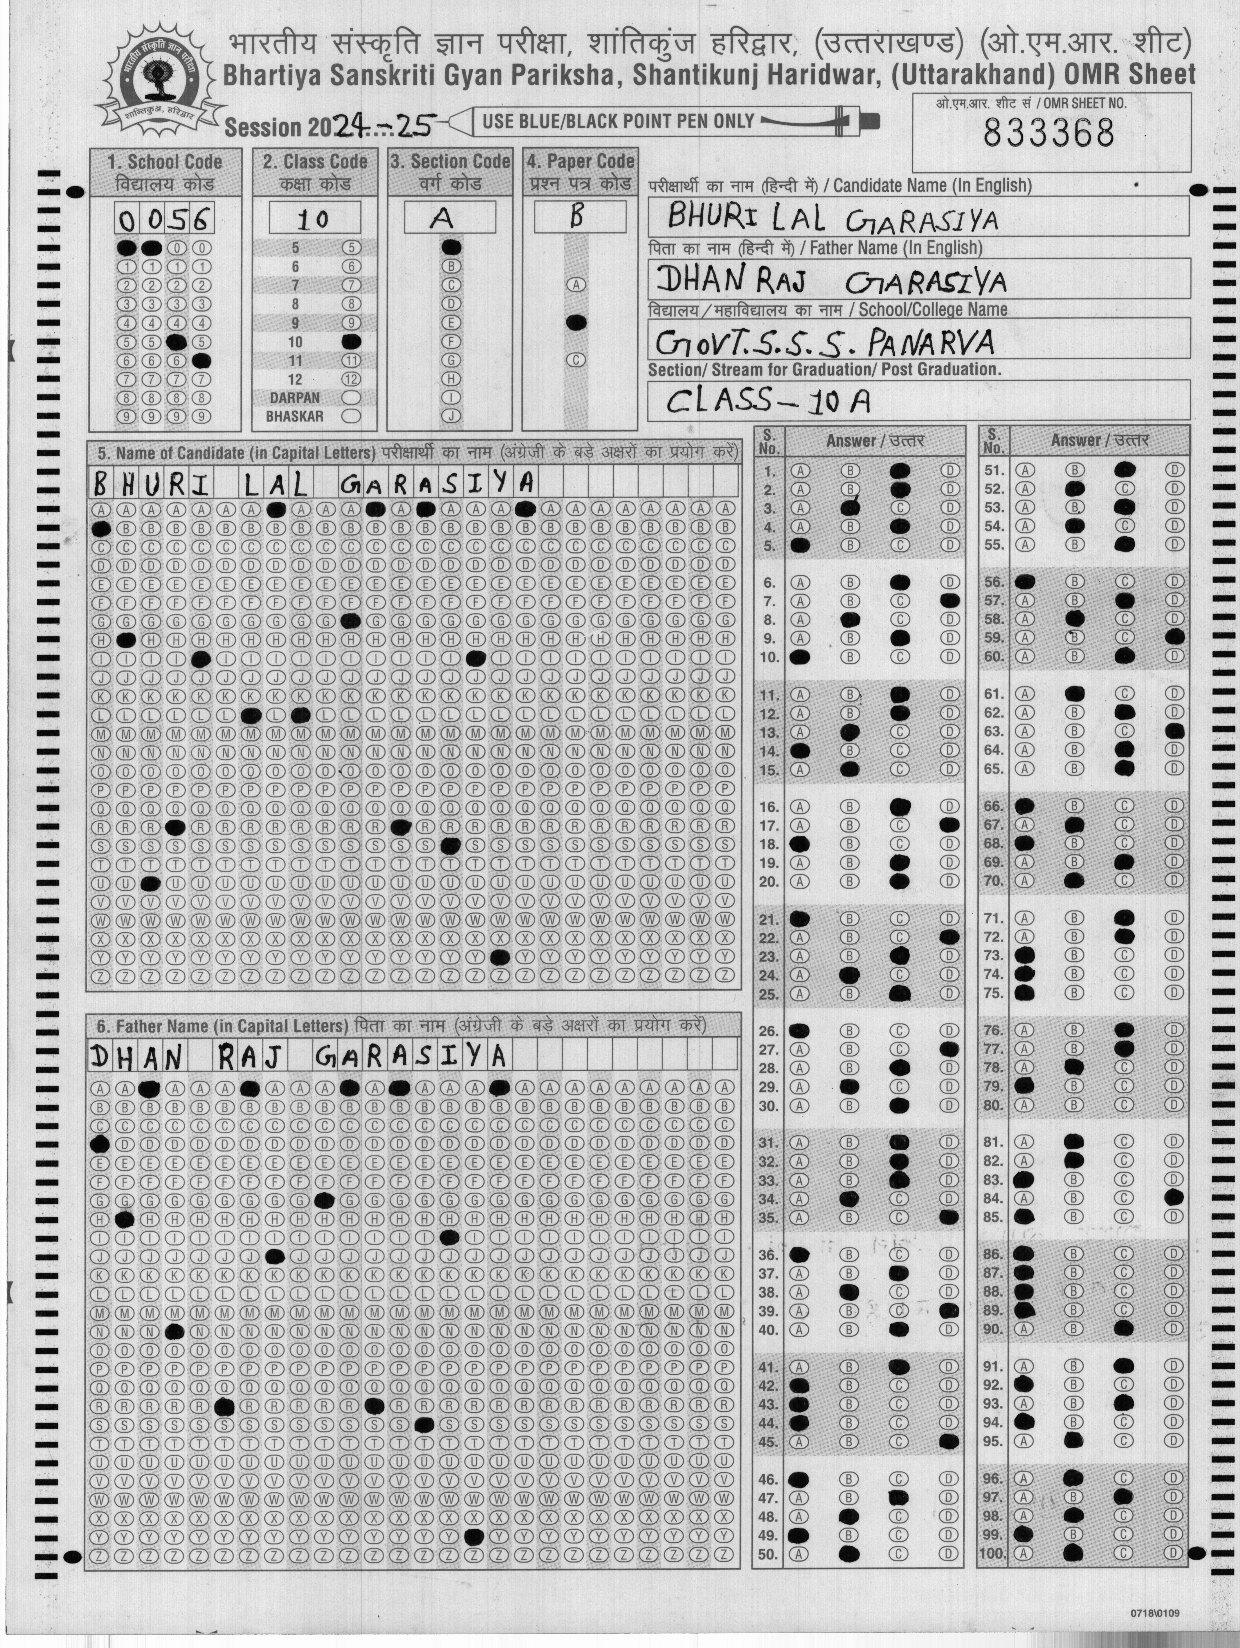 भारतीय संस्कृति ज्ञान परीक्षा, शांतिकुंज हरिद्वार, (उत्तराखण्ड) (ओ.एम.आर. शीट)
Bhartiya Sanskriti Gyan Pariksha, Shantikunj Haridwar, (Uttarakhand) OMR Sheet
Session 2024-25
USE BLUE/BLACK POINT PEN ONLY
ओ.एम.आर. शीट सं / OMR SHEET NO.
833368
1. School Code
विद्यालय कोड
0056
2. Class Code
कक्षा कोड
10
5
6
7
8
9
10
11
12
DARPAN
BHASKAR
3. Section Code
वर्ग कोड
A
4. Paper Code
प्रश्न पत्र कोड
B
परीक्षार्थी का नाम (हिन्दी में) / Candidate Name (In English)
BHURI LAL GARASIYA
पिता का नाम (हिन्दी में) / Father Name (In English)
DHAN RAJ GARASIYA
विद्यालय/महाविद्यालय का नाम / School/College Name
GOVT.S.S.S. PANARVA
Section/ Stream for Graduation/ Post Graduation.
CLASS-10 A
5. Name of Candidate (in Capital Letters) परीक्षार्थी का नाम (अंग्रेजी के बड़े अक्षरों का प्रयोग करें)
BHURI LAL GARASIYA
6. Father Name (in Capital Letters) पिता का नाम (अंग्रेजी के बड़े अक्षरों का प्रयोग करें)
DHAN RAJ GARASIYA
S. No. Answer / उत्तर
S. No. Answer / उत्तर
0718\0109